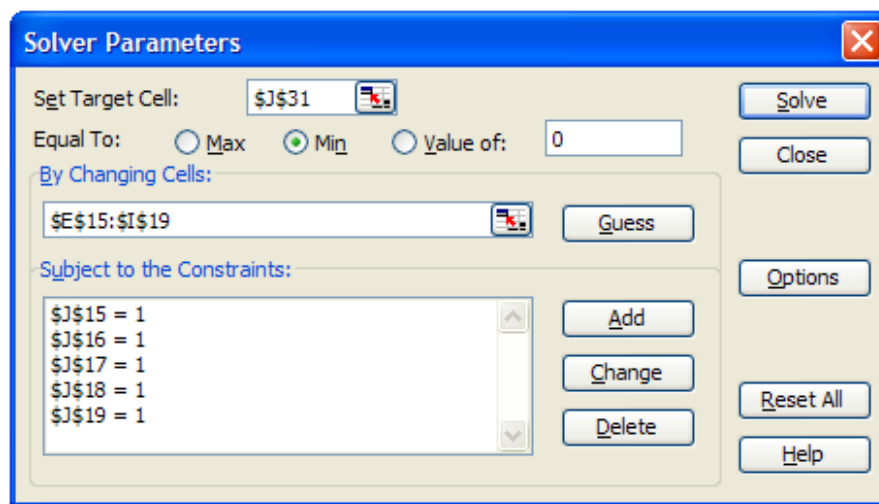 Solver Parameters
Set Target Cell: $J$31 Solve
Equal To: Max Min Value of: 0 Close
By Changing Cells:
$E$15:$I$19 Guess
Subject to the Constraints: Options
$J$15 = 1 Add
$J$16 = 1
$J$17 = 1 Change
$J$18 = 1 Reset All
$J$19 = 1 Delete
Help